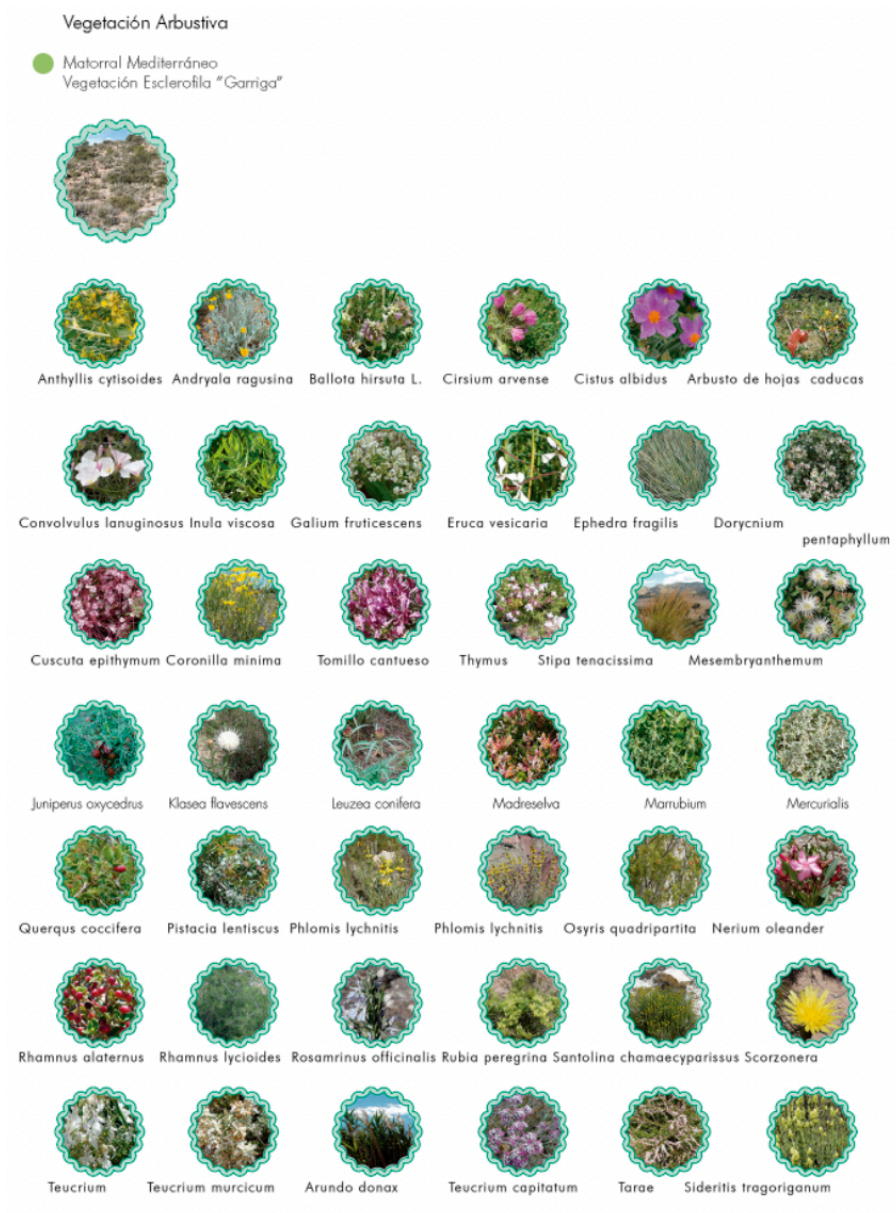 Vegetación Arbustiva
Matorral Mediterráneo
Vegetación Esclerofila "Garriga"
Anthyllis cytisoides Andryala ragusina Ballota hirsuta L. Cirsium arvense Cistus albidus Arbusto de hojas caducas
Convolvulus lanuginosus Inula viscosa Galium fruticescens Eruca vesicaria Ephedra fragilis Dorycnium
pentaphyllum
Cuscuta epithymum Coronilla minima Tomillo cantueso Thymus Stipa tenacissima Mesembryanthemum
Juniperus oxycedrus Klasea flavescens Leuzea conifera Madreselva Marrubium Mercurialis
Querqus coccifera Pistacia lentiscus Phlomis lychnitis Phlomis lychnitis Osyris quadripartita Nerium oleander
Rhamnus alaternus Rhamnus lycioides Rosamrinus officinalis Rubia peregrina Santolina chamaecyparissus Scorzonera
Teucrium Teucrium murcicum Arundo donax Teucrium capitatum Tarae Sideritis tragoriganum